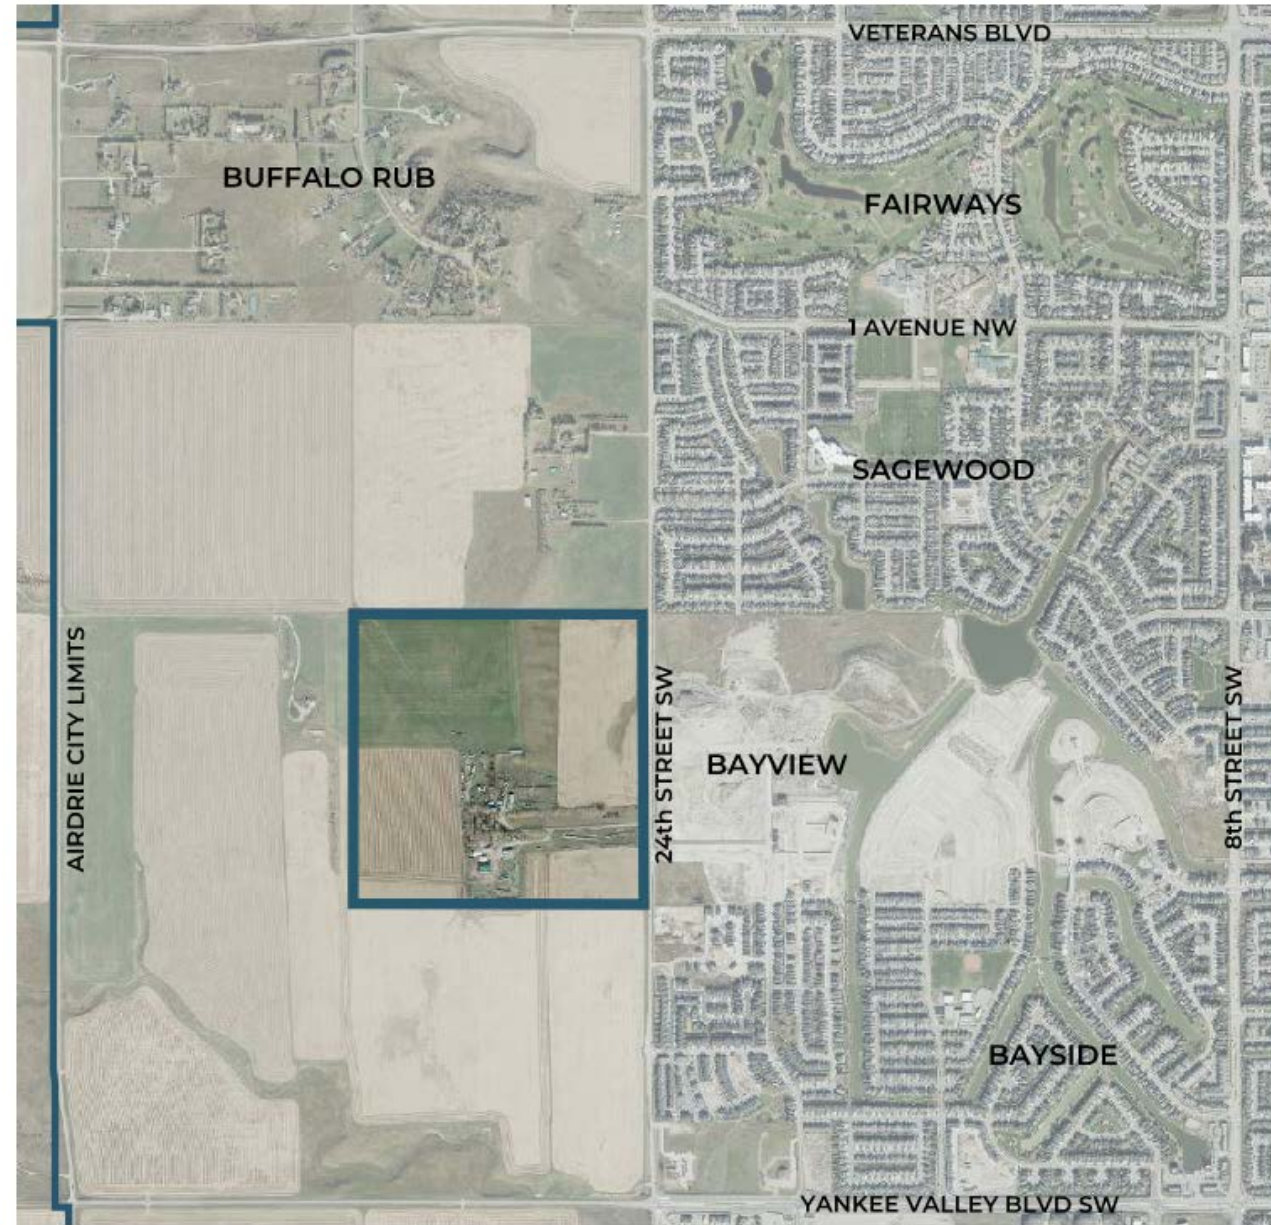 VETERANS BLVD
BUFFALO RUB
FAIRWAYS
1 AVENUE NW
SAGEWOOD
AIRDRIE CITY LIMITS
24th STREET SW
BAYVIEW
8th STREET SW
BAYSIDE
YANKEE VALLEY BLVD SW